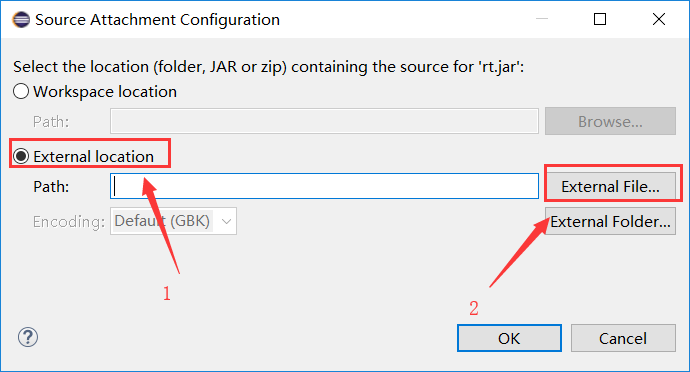 Source Attachment Configuration
Select the location (folder, JAR or zip) containing the source for 'rt.jar':
Workspace location
Path:
Browse...
External location
Path:
External File...
Encoding:
Default (GBK)
External Folder...
1
2
?
OK
Cancel